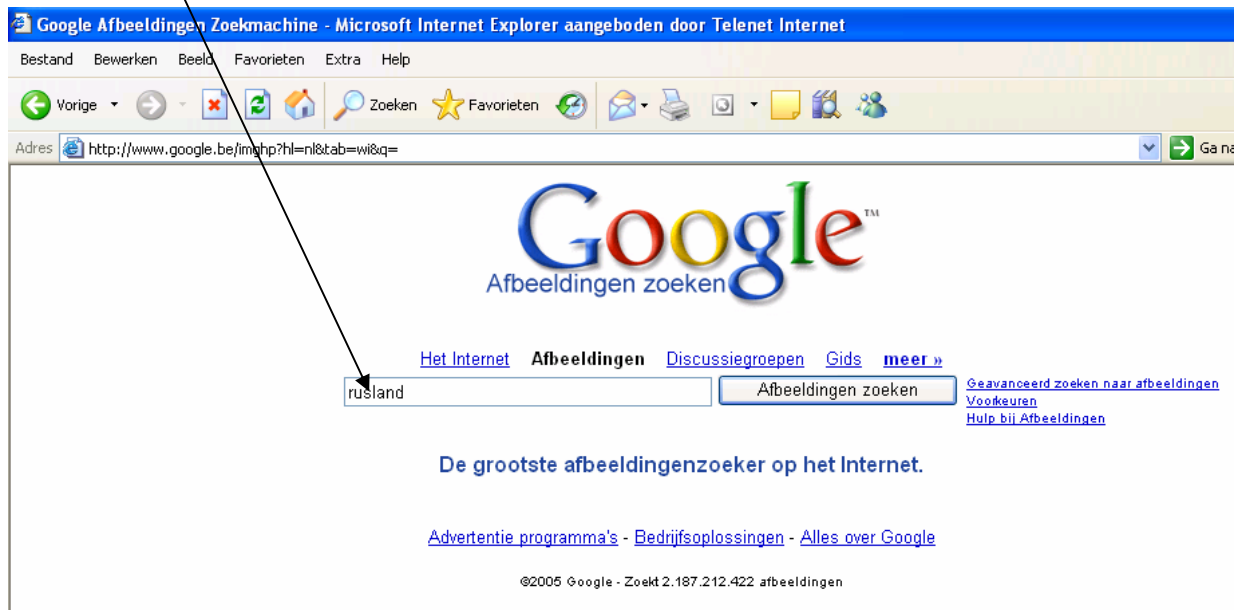 Google Afbeeldingen Zoekmachine - Microsoft Internet Explorer aangeboden door Telenet Internet
Bestand Bewerken Beeld Favorieten Extra Help
Vorige Zoeken Favorieten
Adres http://www.google.be/imghp?hl=nl&tab=wi&q= Ga na
Google™
Afbeeldingen zoeken
Het Internet Afbeeldingen Discussiegroepen Gids meer »
rusland Afbeeldingen zoeken Geavanceerd zoeken naar afbeeldingen
Voorkeuren
Hulp bij Afbeeldingen
De grootste afbeeldingenzoeker op het Internet.
Advertentie programma's - Bedrijfsoplossingen - Alles over Google
©2005 Google - Zoekt 2.187.212.422 afbeeldingen